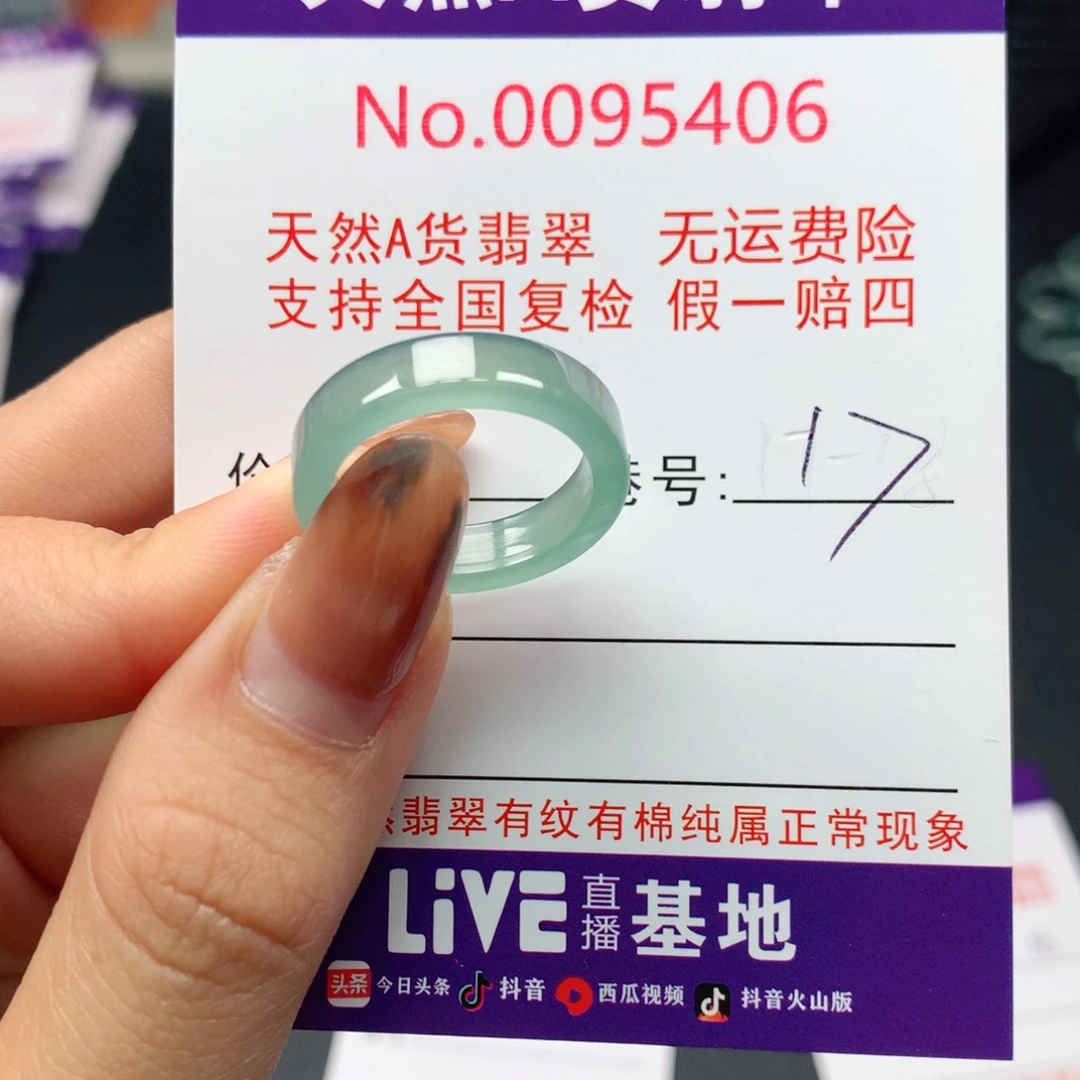 No.0095406
天然A货翡翠 无运费险
支持全国复检 假一赔四
号: 17
翡翠有纹有棉纯属正常现象
LiVE 直播 基地
头条 今日头条 抖音 西瓜视频 抖音火山版